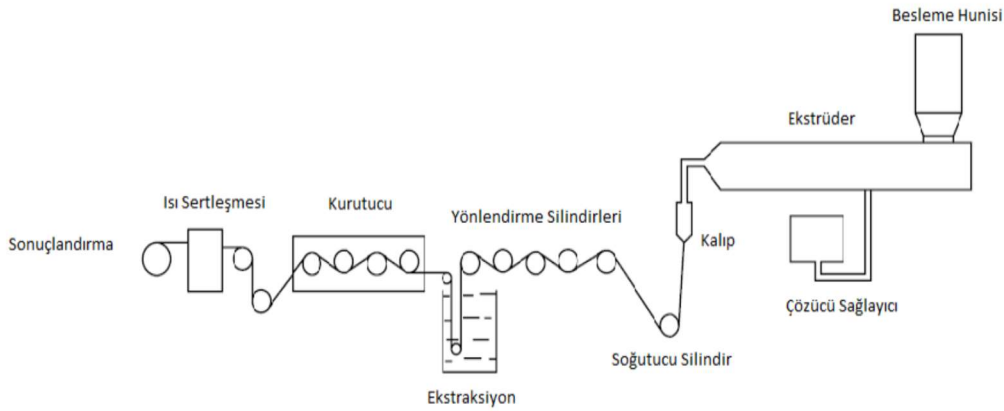 Besleme Hunisi
Ekstrüder
Isı Sertleşmesi
Kurutucu
Yönlendirme Silindirleri
Sonuçlandırma
Kalıp
Çözücü Sağlayıcı
Soğutucu Silindir
Ekstraksiyon